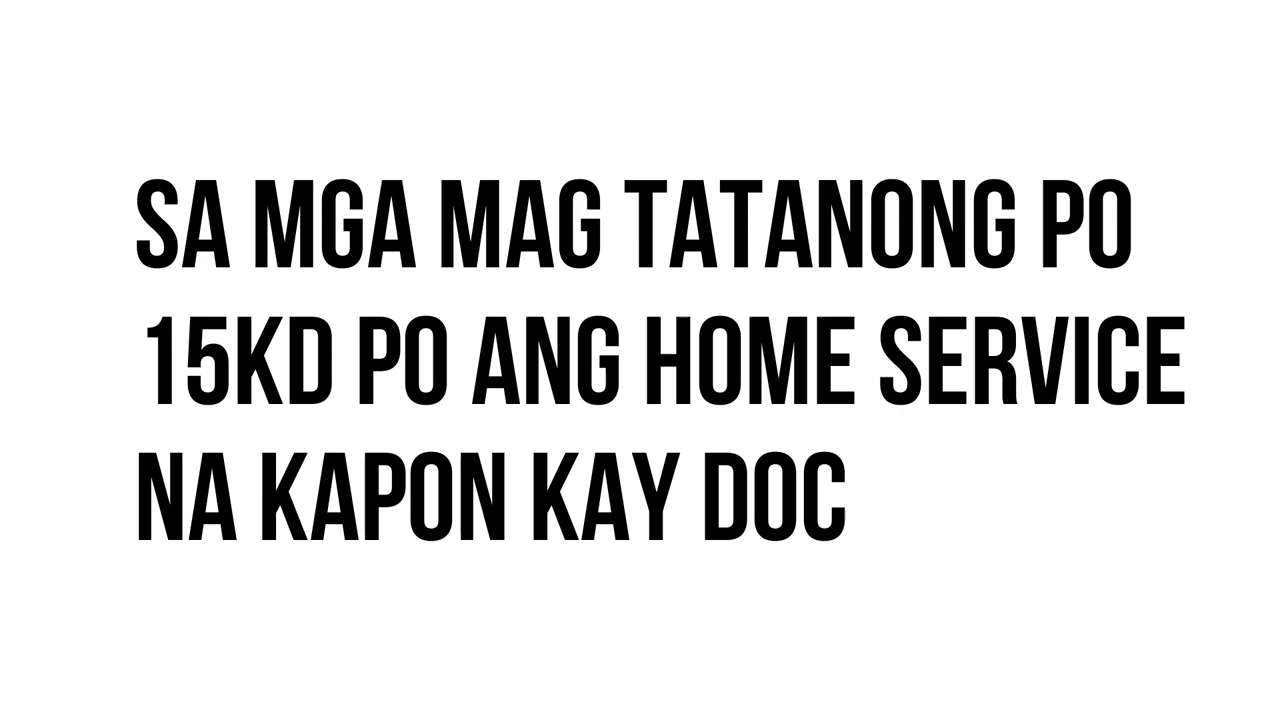 SA MGA MAG TATANONG PO
15KD PO ANG HOME SERVICE
NA KAPON KAY DOC